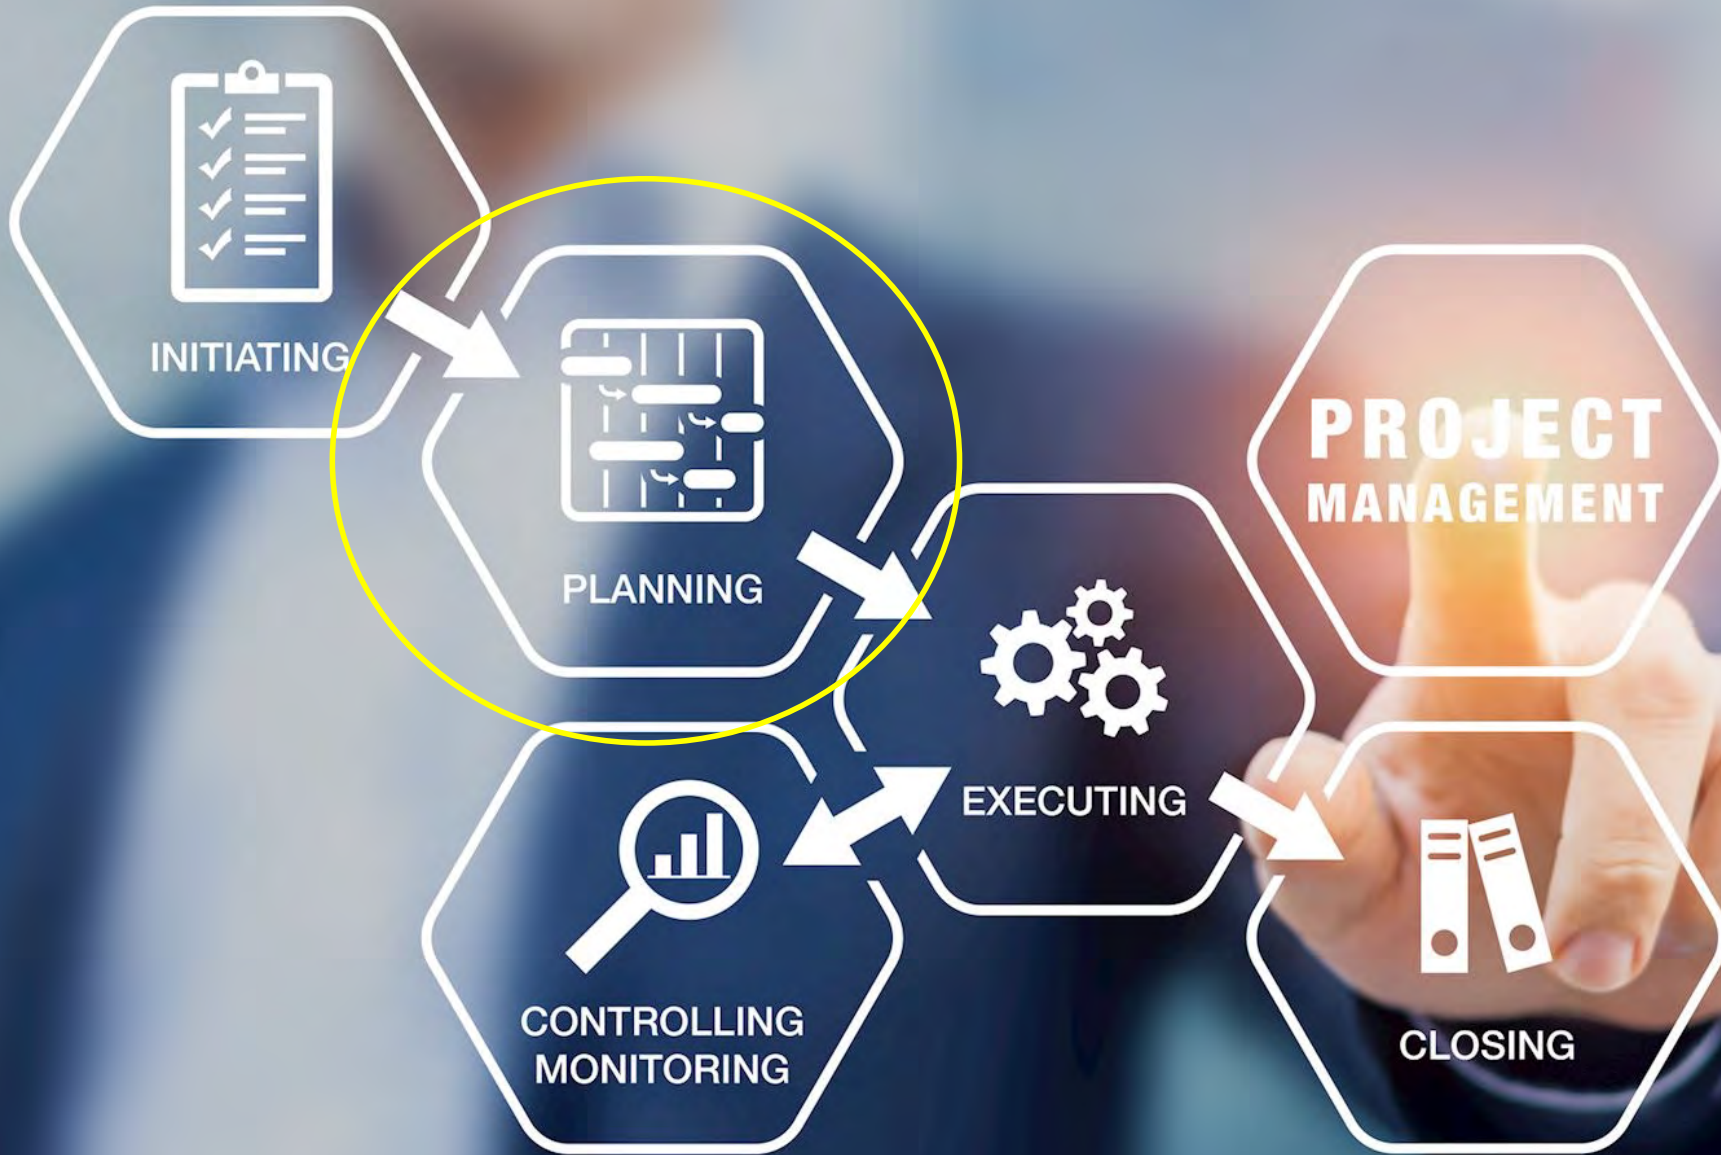 INITIATING
PLANNING
PROJECT
MANAGEMENT
EXECUTING
CONTROLLING
MONITORING
CLOSING